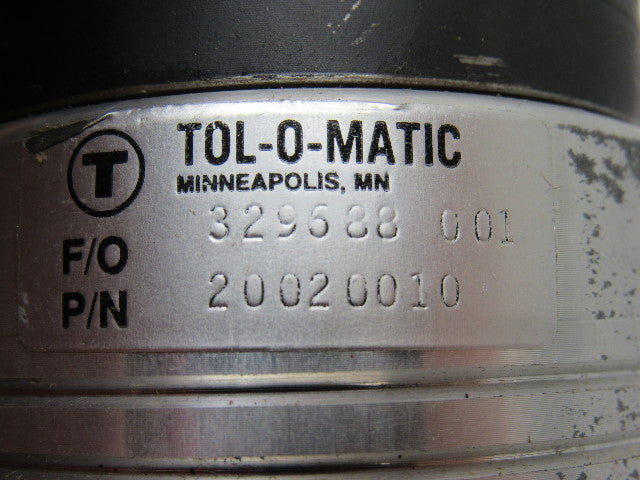 T
TOL-O-MATIC
MINNEAPOLIS, MN
F/O 329688 001
P/N 20020010